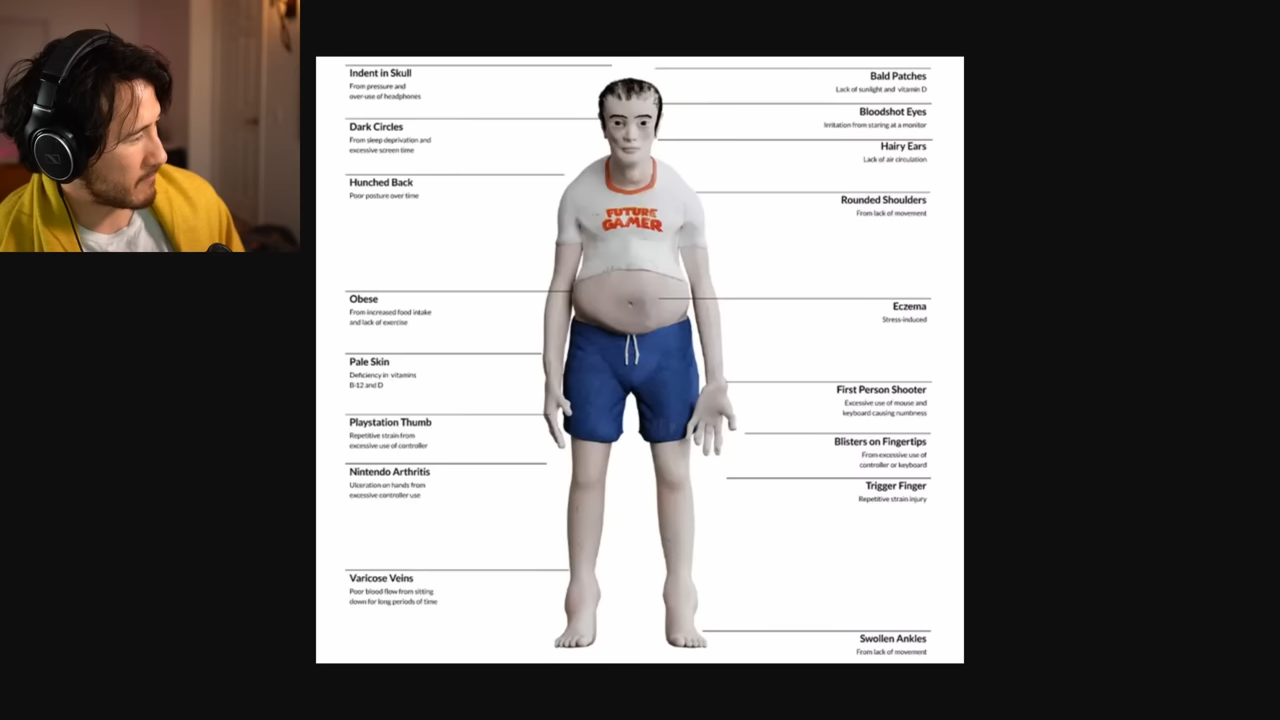 Indent in Skull
From pressure and
over-use of headphones
Dark Circles
From sleep deprivation and
excessive screen time
Hunched Back
Poor posture over time
Obese
From increased food intake
and lack of exercise
Pale Skin
Deficiency in vitamins
B-12 and D
Playstation Thumb
Repetitive strain from
excessive use of controller
Nintendo Arthritis
Ulceration on hands from
excessive controller use
Varicose Veins
Poor blood flow from sitting
down for long periods of time
FUTURE
GAMER
Bald Patches
Lack of sunlight and vitamin D
Bloodshot Eyes
Irritation from staring at a monitor
Hairy Ears
Lack of air circulation
Rounded Shoulders
From lack of movement
Eczema
Stress-induced
First Person Shooter
Excessive use of mouse and
keyboard causing numbness
Blisters on Fingertips
From excessive use of
controller or keyboard
Trigger Finger
Repetitive strain injury
Swollen Ankles
From lack of movement